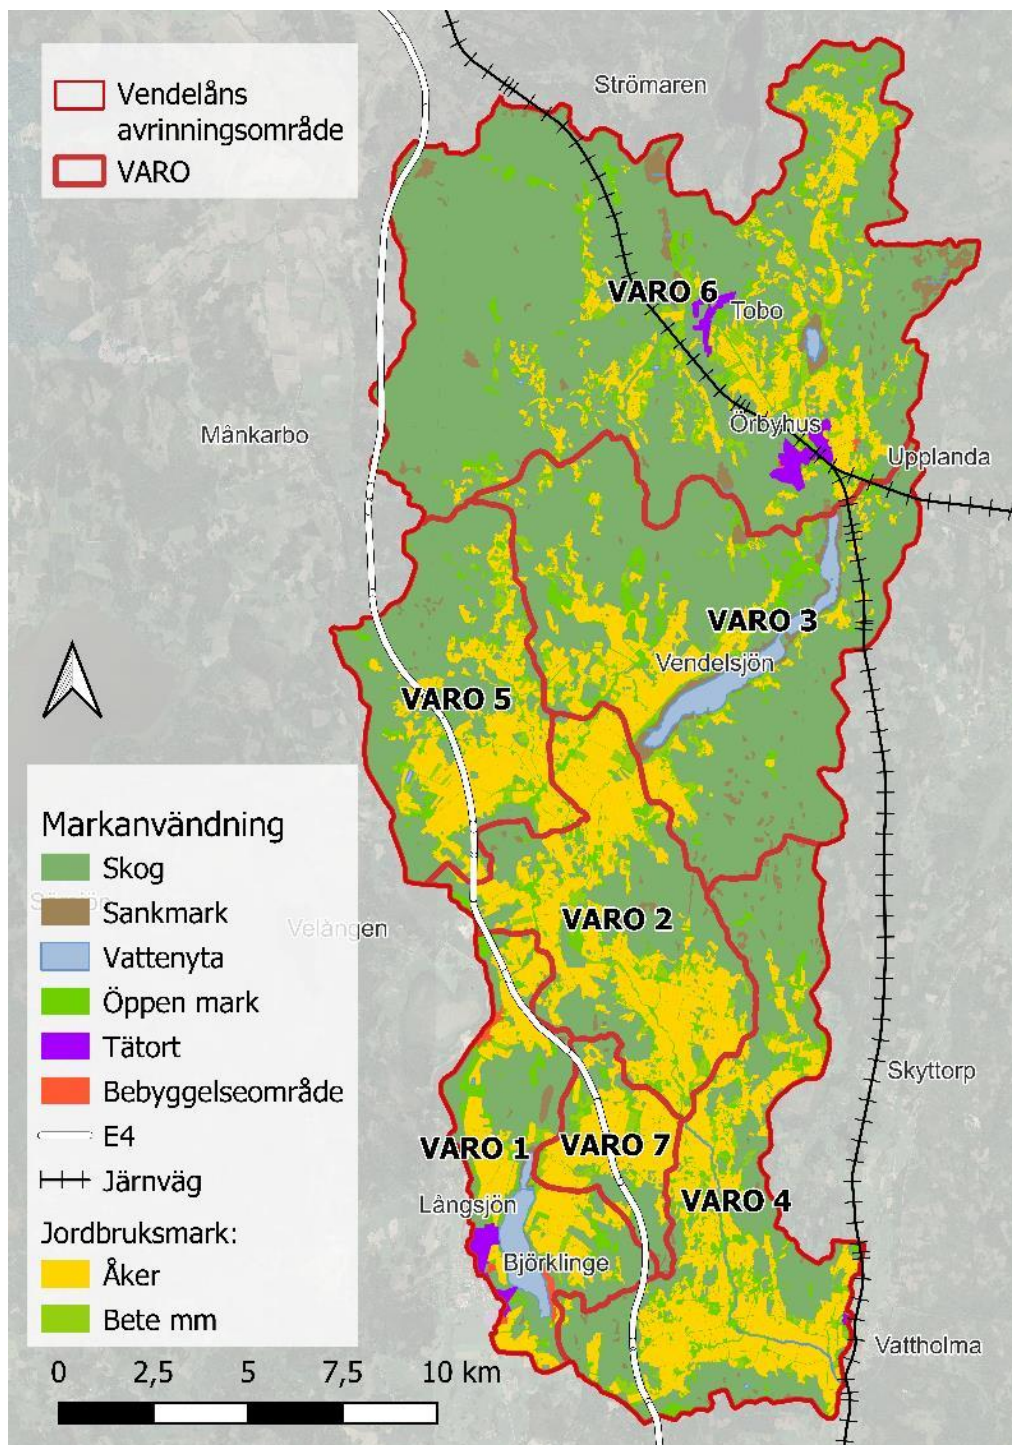 Vendelåns
avrinningsområde
VARO
Strömaren
VARO 6
Tobo
Örbyhus
Månkarbo
Upplanda
VARO 3
Vendelsjön
VARO 5
Markanvändning
Skog
Sankmark
Velången
Vattenyta
VARO 2
Öppen mark
Tätort
Skyttorp
Bebyggelseområde
E4
VARO 1
VARO 7
Järnväg
VARO 4
Långsjön
Jordbruksmark:
Björklinge
Åker
Bete mm
Vattholma
0 2,5 5 7,5 10 km